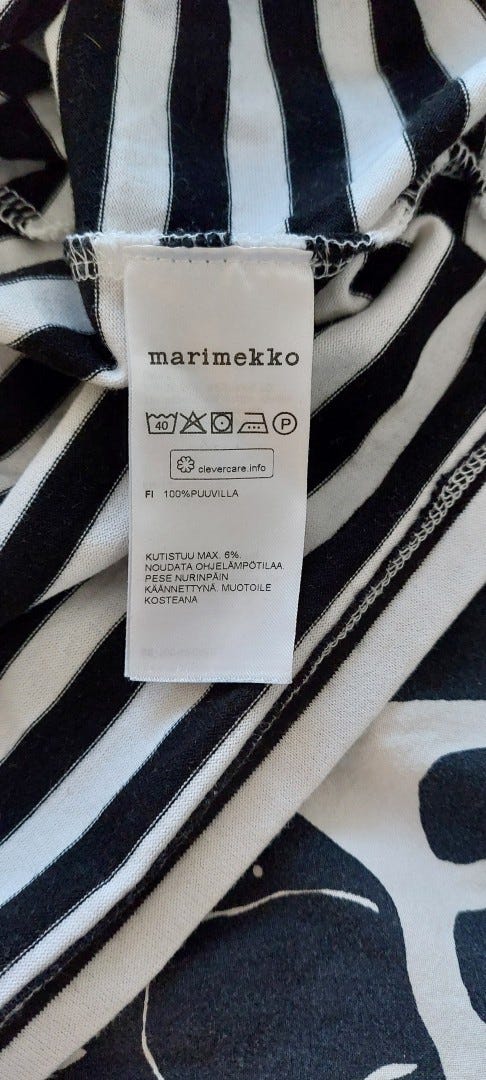 marimekko
40 P
clevercare.info
FI 100%PUUVILLA
KUTISTUU MAX. 6%.
NOUDATA OHJELÄMPÖTILAA.
PESE NURINPÄIN
KÄÄNNETTYNÄ. MUOTOILE
KOSTEANA